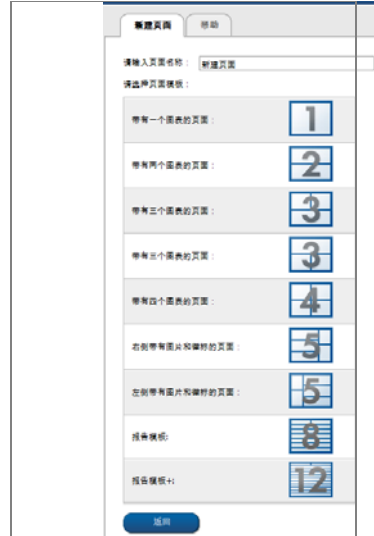 新建页面 移动
请输入页面名称： 新建页面
请选择页面模板：
带有一个图表的页面： 1
带有两个图表的页面： 2
带有三个图表的页面： 3
带有三个图表的页面： 3
带有四个图表的页面： 4
右侧带有图片和徽标的页面： 5
左侧带有图片和徽标的页面： 5
报告模板: 8
报告模板+: 12
返回